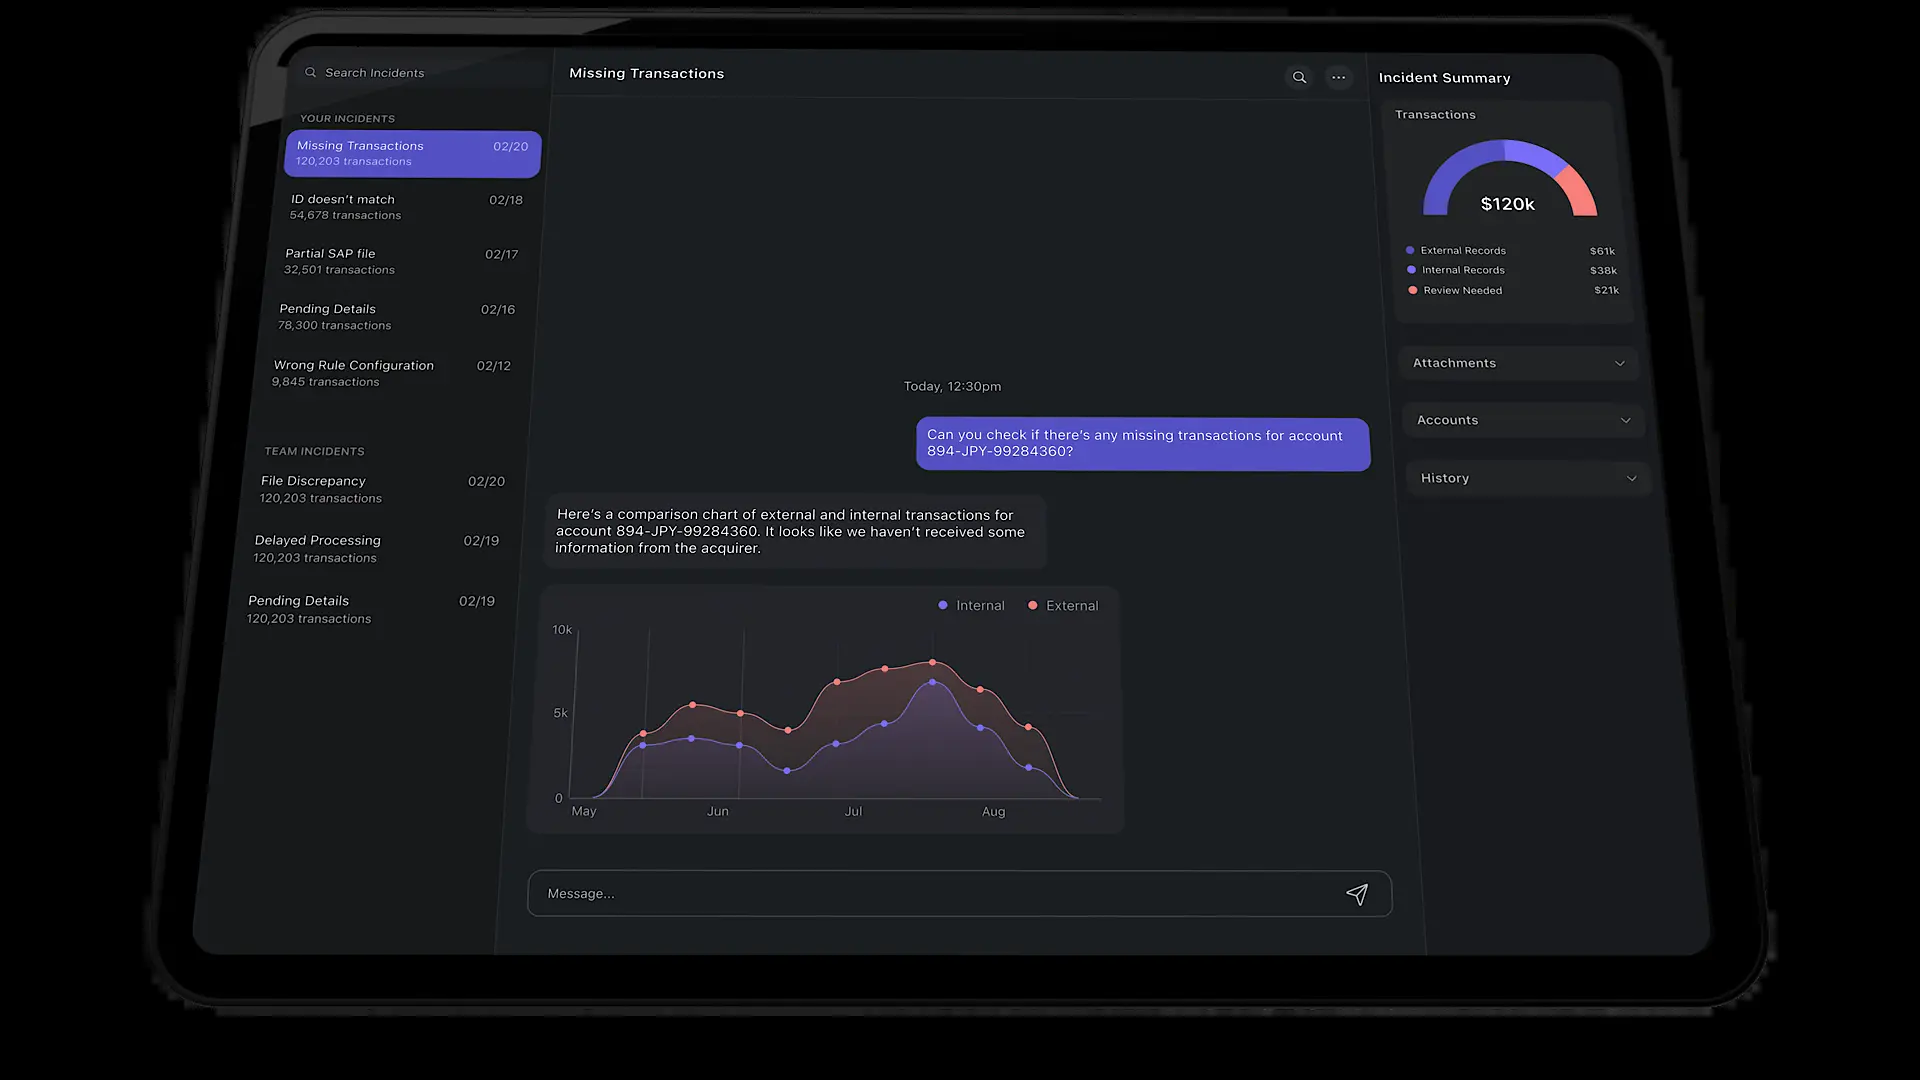 Search Incidents
YOUR INCIDENTS
Missing Transactions 02/20
120,203 transactions
ID doesn't match 02/18
54,678 transactions
Partial SAP file 02/17
32,501 transactions
Pending Details 02/16
78,300 transactions
Wrong Rule Configuration 02/12
9,845 transactions
TEAM INCIDENTS
File Discrepancy 02/20
120,203 transactions
Delayed Processing 02/19
120,203 transactions
Pending Details 02/19
120,203 transactions
Missing Transactions
Today, 12:30pm
Can you check if there's any missing transactions for account
894-JPY-99284360?
Here's a comparison chart of external and internal transactions for
account 894-JPY-99284360. It looks like we haven't received some
information from the acquirer.
Internal External
10k
5k
0
May Jun Jul Aug
Message...
Incident Summary
Transactions
$120k
External Records $61k
Internal Records $38k
Review Needed $21k
Attachments
Accounts
History